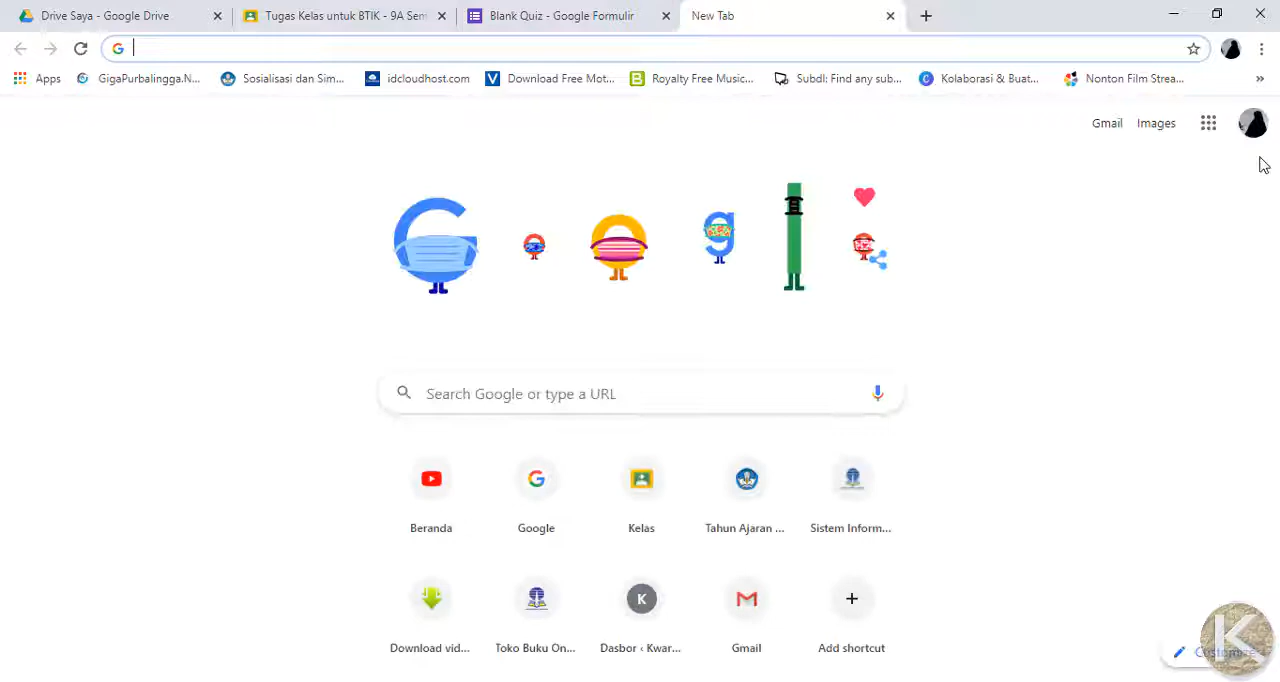 Drive Saya - Google Drive
Tugas Kelas untuk BTIK - 9A Sem
Blank Quiz - Google Formulir
New Tab
Apps
GigaPurbalingga.N...
Sosialisasi dan Sim...
idcloudhost.com
Download Free Mot...
Royalty Free Music...
Subdl: Find any sub...
Kolaborasi & Buat...
Nonton Film Strea...
Gmail
Images
Search Google or type a URL
Beranda
Google
Kelas
Tahun Ajaran ...
Sistem Inform...
K
Download vid...
Toko Buku On...
Dasbor ‹ Kwar...
Gmail
Add shortcut
Customize
K